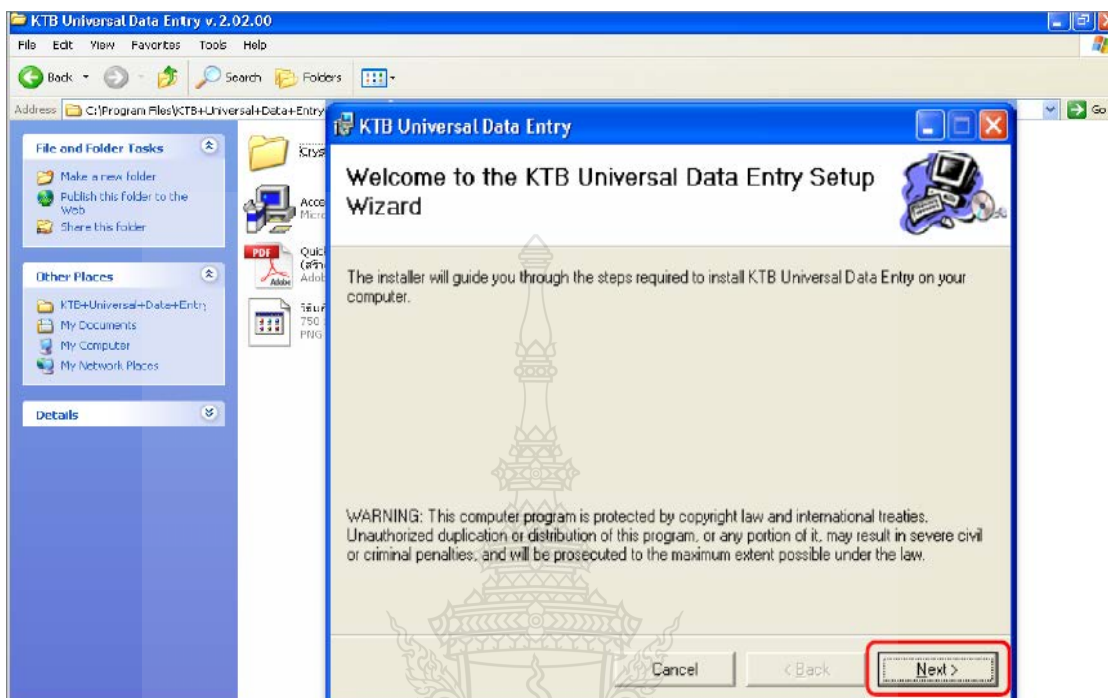 KTB Universal Data Entry v.2.02.00
File Edit View Favorites Tools Help
Back Search Folders
Address C:\Program Files\KTB+Universal+Data+Entry Go
File and Folder Tasks
Make a new folder
Publish this folder to the
Web
Share this folder
Other Places
KTB+Universal+Data+Entry
My Documents
My Computer
My Network Places
Details
Crys
Acce
Micro
PDF
Adobe
Quic
Adob
750
PNG
KTB Universal Data Entry
Welcome to the KTB Universal Data Entry Setup
Wizard
The installer will guide you through the steps required to install KTB Universal Data Entry on your
computer.
WARNING: This computer program is protected by copyright law and international treaties.
Unauthorized duplication or distribution of this program, or any portion of it, may result in severe civil
or criminal penalties, and will be prosecuted to the maximum extent possible under the law.
Cancel < Back Next >